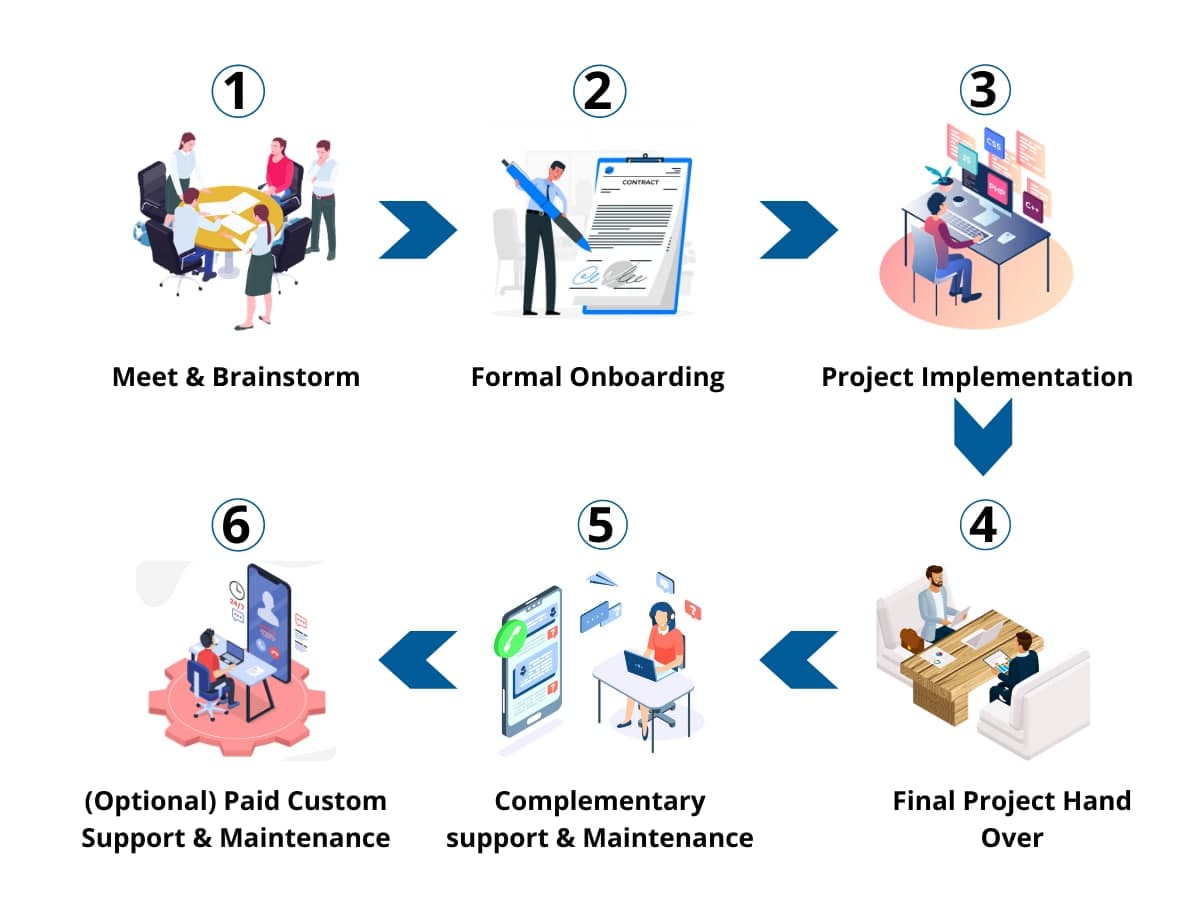 1
2
3
CONTRACT
CSS
JS
PHP
C++
Meet & Brainstorm
Formal Onboarding
Project Implementation
6
5
4
24/7
?
?
?
(Optional) Paid Custom
Support & Maintenance
Complementary
support & Maintenance
Final Project Hand
Over